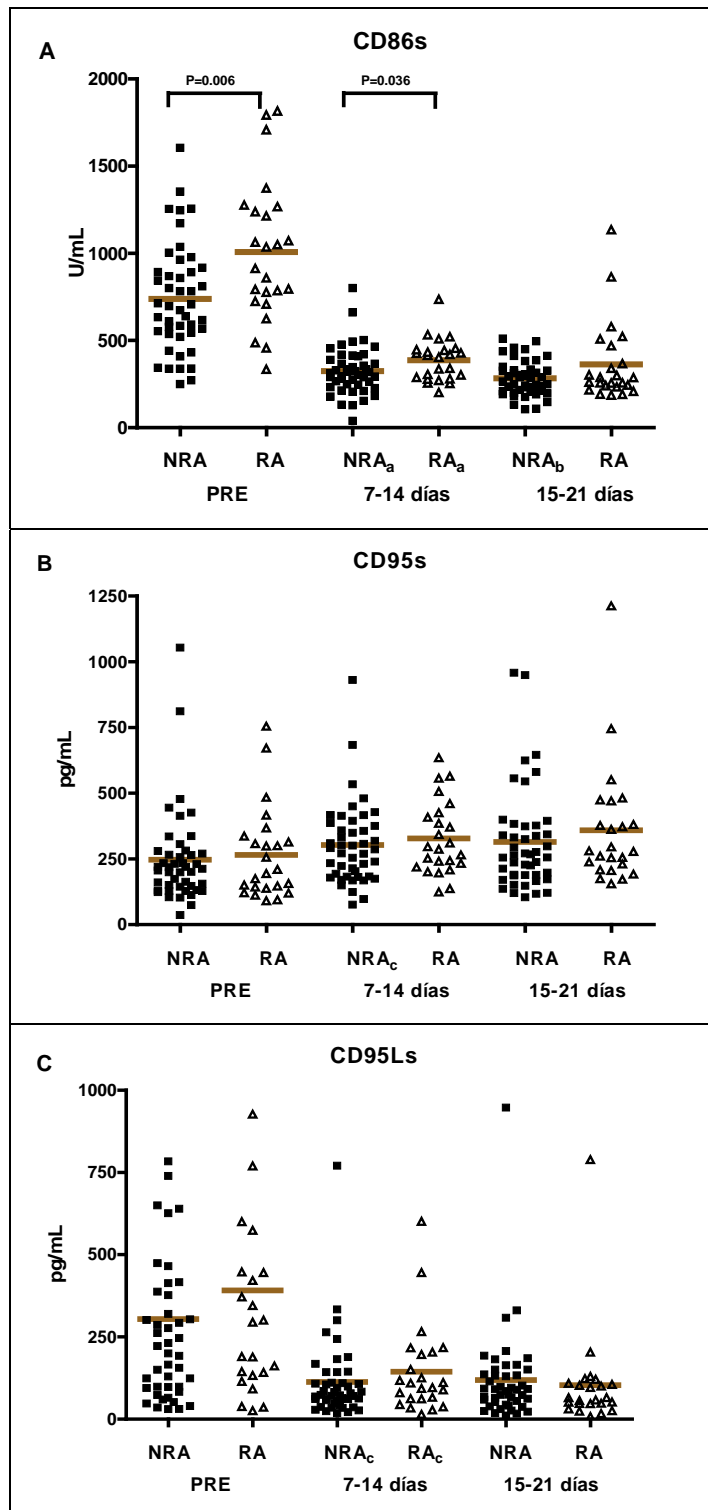 A
CD86s
P=0.006
P=0.036
2000
1500
1000
500
0
U/mL
NRA RA NRAa RAa NRAb RA
PRE 7-14 días 15-21 días
B
CD95s
1250
1000
750
500
250
0
pg/mL
NRA RA NRAc RA NRA RA
PRE 7-14 días 15-21 días
C
CD95Ls
1000
750
500
250
0
pg/mL
NRA RA NRAc RAc NRA RA
PRE 7-14 días 15-21 días